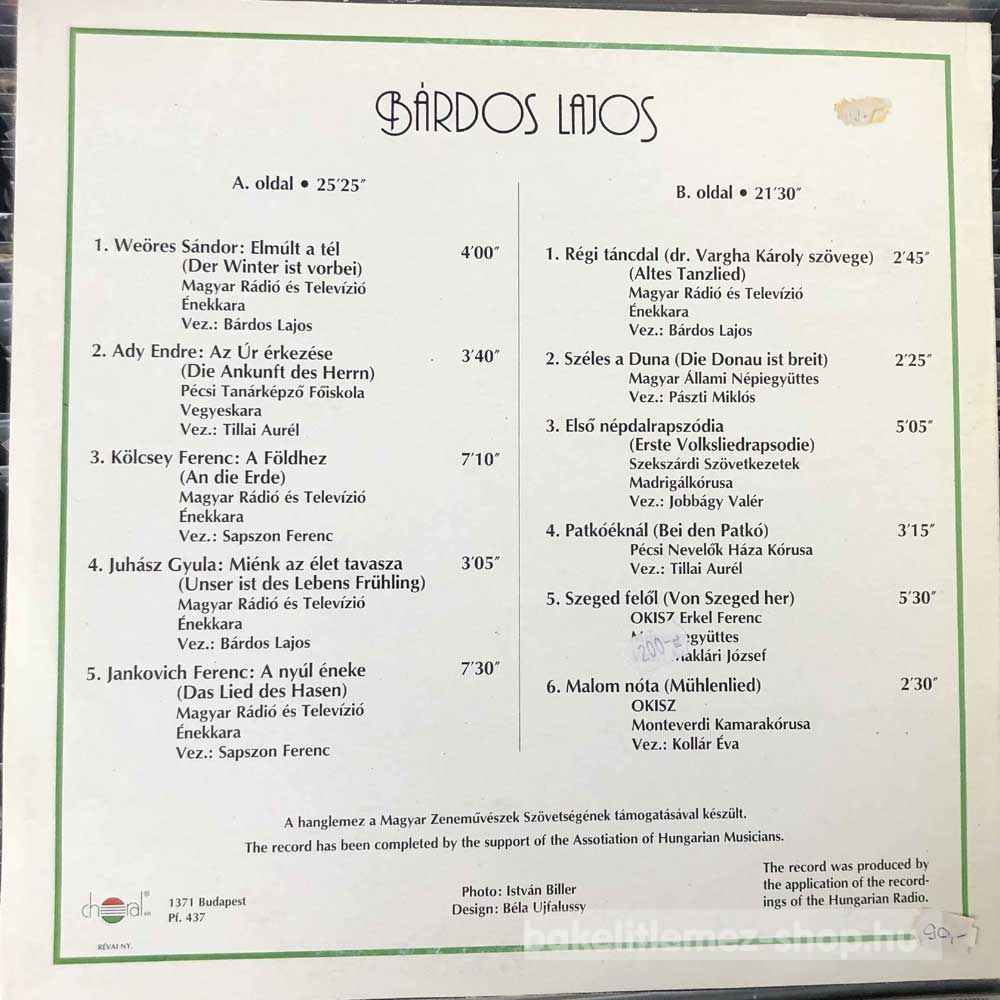 BÁRDOS LAJOS
A. oldal • 25′25″
1. Weöres Sándor: Elmúlt a tél 4′00″
(Der Winter ist vorbei)
Magyar Rádió és Televízió
Énekkara
Vez.: Bárdos Lajos
2. Ady Endre: Az Úr érkezése 3′40″
(Die Ankunft des Herrn)
Pécsi Tanárképző Főiskola
Vegyeskara
Vez.: Tillai Aurél
3. Kölcsey Ferenc: A Földhez 7′10″
(An die Erde)
Magyar Rádió és Televízió
Énekkara
Vez.: Sapszon Ferenc
4. Juhász Gyula: Miénk az élet tavasza 3′05″
(Unser ist des Lebens Frühling)
Magyar Rádió és Televízió
Énekkara
Vez.: Bárdos Lajos
5. Jankovich Ferenc: A nyúl éneke 7′30″
(Das Lied des Hasen)
Magyar Rádió és Televízió
Énekkara
Vez.: Sapszon Ferenc
B. oldal • 21′30″
1. Régi táncdal (dr. Vargha Károly szövege) 2′45″
(Altes Tanzlied)
Magyar Rádió és Televízió
Énekkara
Vez.: Bárdos Lajos
2. Széles a Duna (Die Donau ist breit) 2′25″
Magyar Állami Népiegyüttes
Vez.: Pászti Miklós
3. Első népdalrapszódia 5′05″
(Erste Volksliedrapsodie)
Szekszárdi Szövetkezetek
Madrigálkórusa
Vez.: Jobbágy Valér
4. Patkóéknál (Bei den Patkó) 3′15″
Pécsi Nevelők Háza Kórusa
Vez.: Tillai Aurél
5. Szeged felől (Von Szeged her) 5′30″
OKISZ Erkel Ferenc
együttes
200-
Maklári József
6. Malom nóta (Mühlenlied) 2′30″
OKISZ
Monteverdi Kamarakórusa
Vez.: Kollár Éva
A hanglemez a Magyar Zeneművészek Szövetségének támogatásával készült.
The record has been completed by the support of the Assotiation of Hungarian Musicians.
choral
1371 Budapest
Pf. 437
RÉVAI NY.
Photo: István Biller
Design: Béla Ujfalussy
The record was produced by
the application of the record-
ings of the Hungarian Radio.
bakelitlemez-shop.hu
90,-